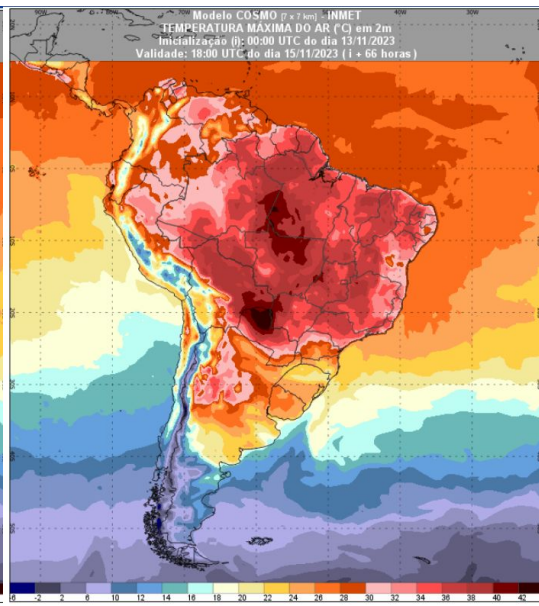 Modelo COSMO [7 x 7 km] - INMET
TEMPERATURA MÁXIMA DO AR (°C) em 2m
Inicialização (i): 00:00 UTC do dia 13/11/2023
Validade: 18:00 UTC do dia 15/11/2023 ( i + 66 horas )
-6 -2 2 6 10 12 14 16 18 20 22 24 26 28 30 32 34 36 38 40 42